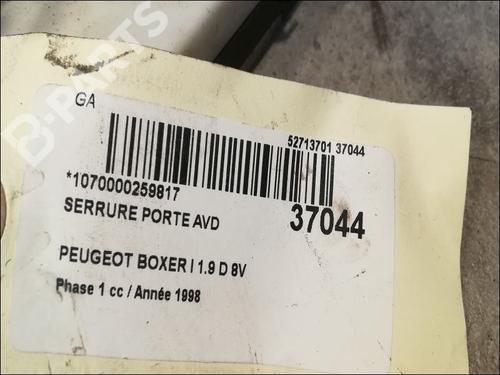 GA
52713701 37044
*1070000259817
37044
SERRURE PORTE AVD
PEUGEOT BOXER I 1.9 D 8V
Phase 1 cc / Année 1998
B-PARTS